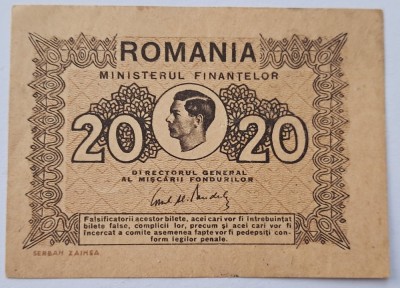 ROMANIA
MINISTERUL FINANȚELOR
20 20
DIRECTORUL GENERAL
AL MIȘCĂRII FONDURILOR
Falsificatorii acestor bilete, acei cari vor fi întrebuințat
bilete false, complicii lor, precum și acei cari vor fi
încercat a comite asemenea fapte vor fi pedepsiți con-
form legilor penale.
SERBAN ZAINEA